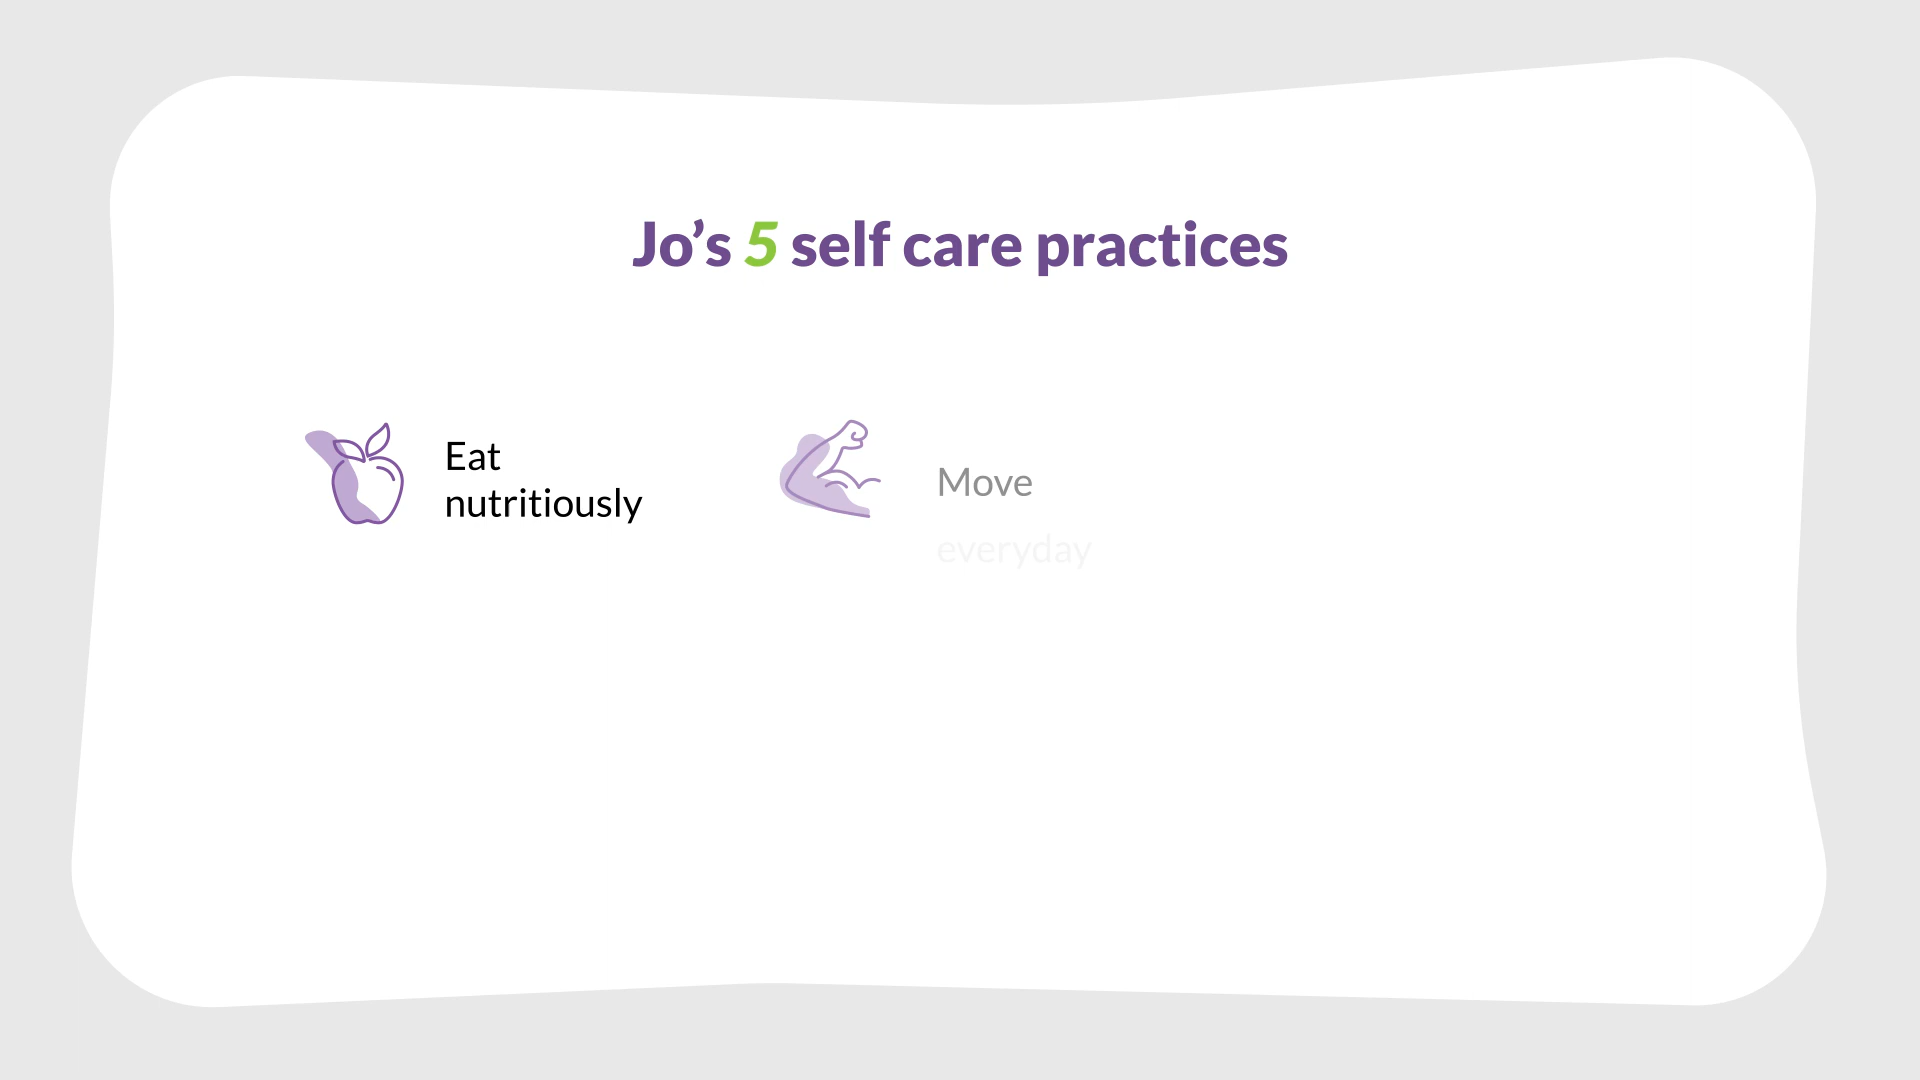 Jo’s 5 self care practices
Eat
nutritiously
Move
everyday